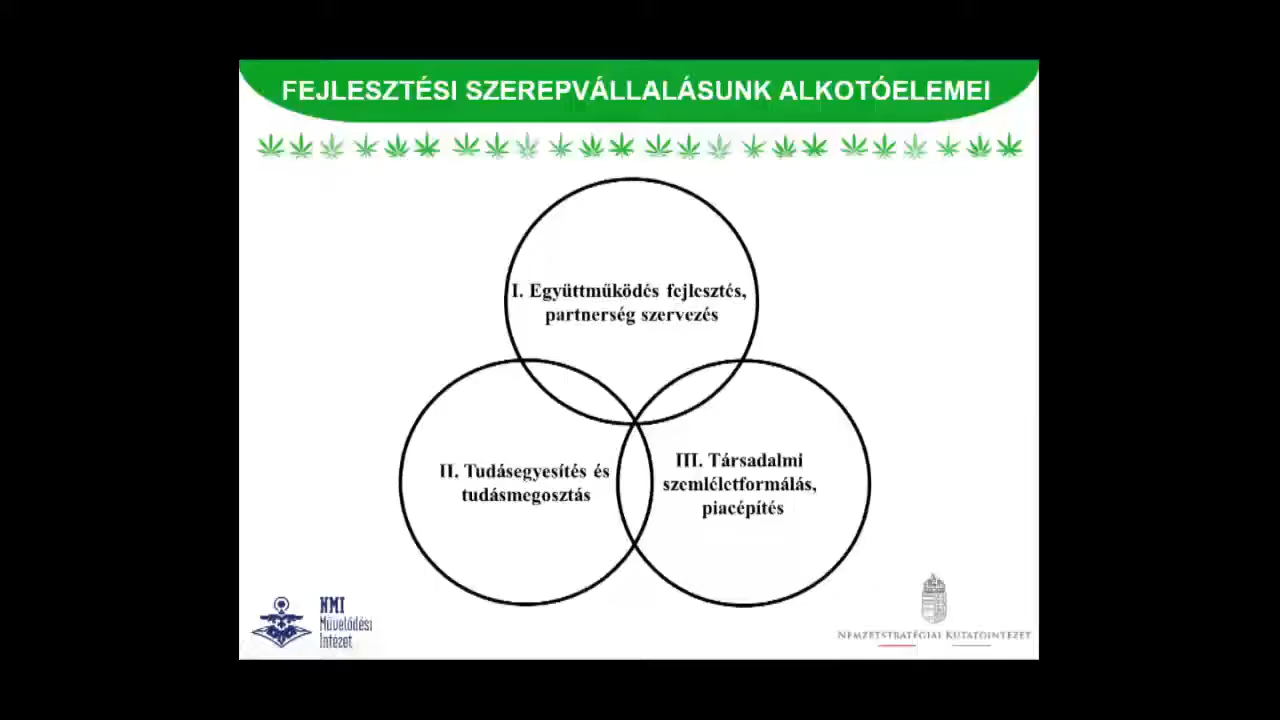 FEJLESZTÉSI SZEREPVÁLLALÁSUNK ALKOTÓELEMEI
I. Együttműködés fejlesztés,
partnerség szervezés
II. Tudásegyesítés és
tudásmegosztás
III. Társadalmi
szemléletformálás,
piacépítés
NMI
Művelődési
Intézet
NEMZETSTRATÉGIAI KUTATÓINTÉZET